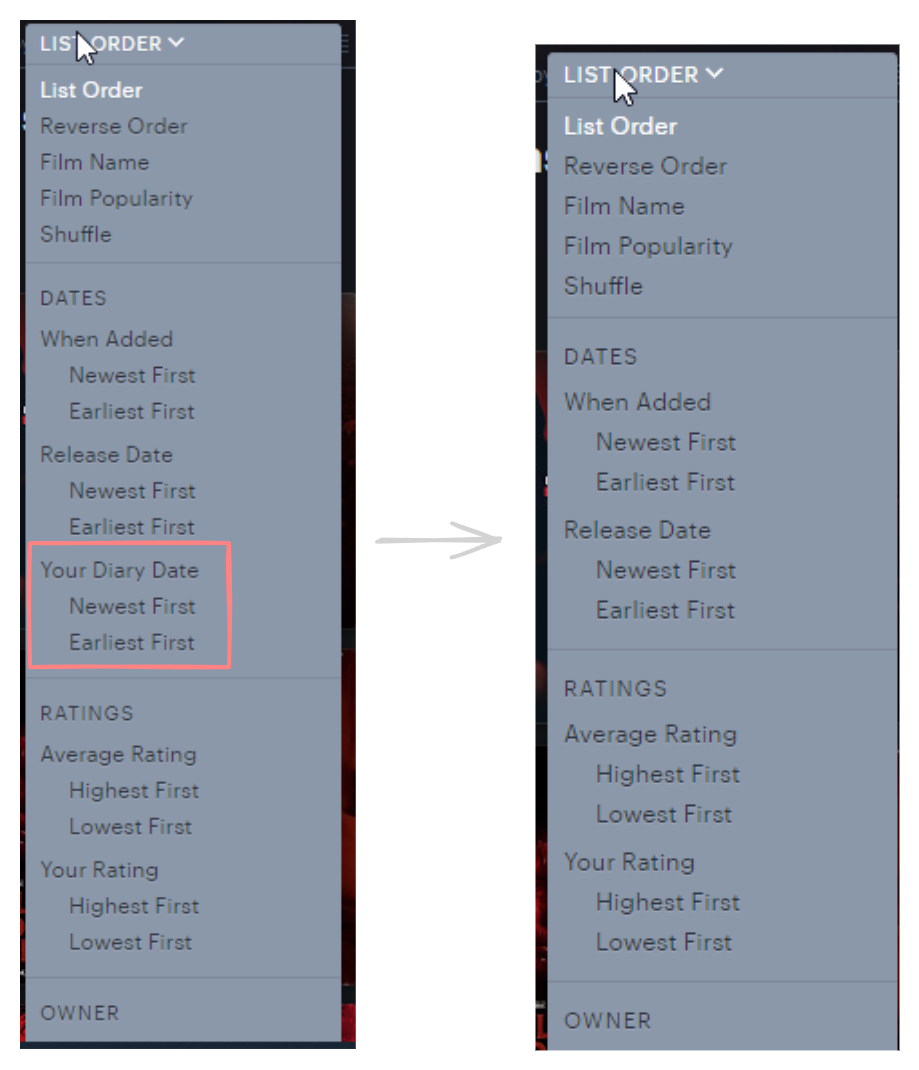 LIST ORDER
List Order
Reverse Order
Film Name
Film Popularity
Shuffle
DATES
When Added
Newest First
Earliest First
Release Date
Newest First
Earliest First
Your Diary Date
Newest First
Earliest First
RATINGS
Average Rating
Highest First
Lowest First
Your Rating
Highest First
Lowest First
OWNER
LIST ORDER
List Order
Reverse Order
Film Name
Film Popularity
Shuffle
DATES
When Added
Newest First
Earliest First
Release Date
Newest First
Earliest First
RATINGS
Average Rating
Highest First
Lowest First
Your Rating
Highest First
Lowest First
OWNER